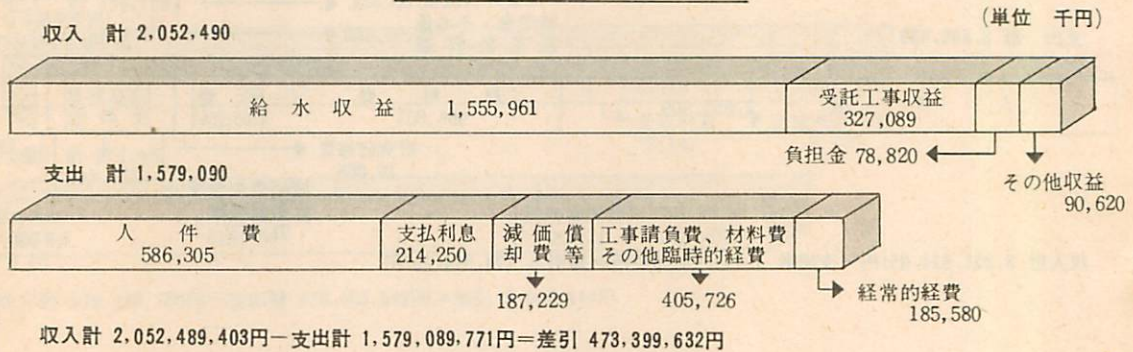 (単位 千円)
収入 計 2,052,490
給水収益 1,555,961
受託工事収益
327,089
負担金 78,820
その他収益
90,620
支出 計 1,579,090
人件費
586,305
支払利息
214,250
減価償
却費等
187,229
工事請負費、材料費
その他臨時的経費
405,726
経常的経費
185,580
収入計 2,052,489,403円−支出計 1,579,089,771円=差引 473,399,632円